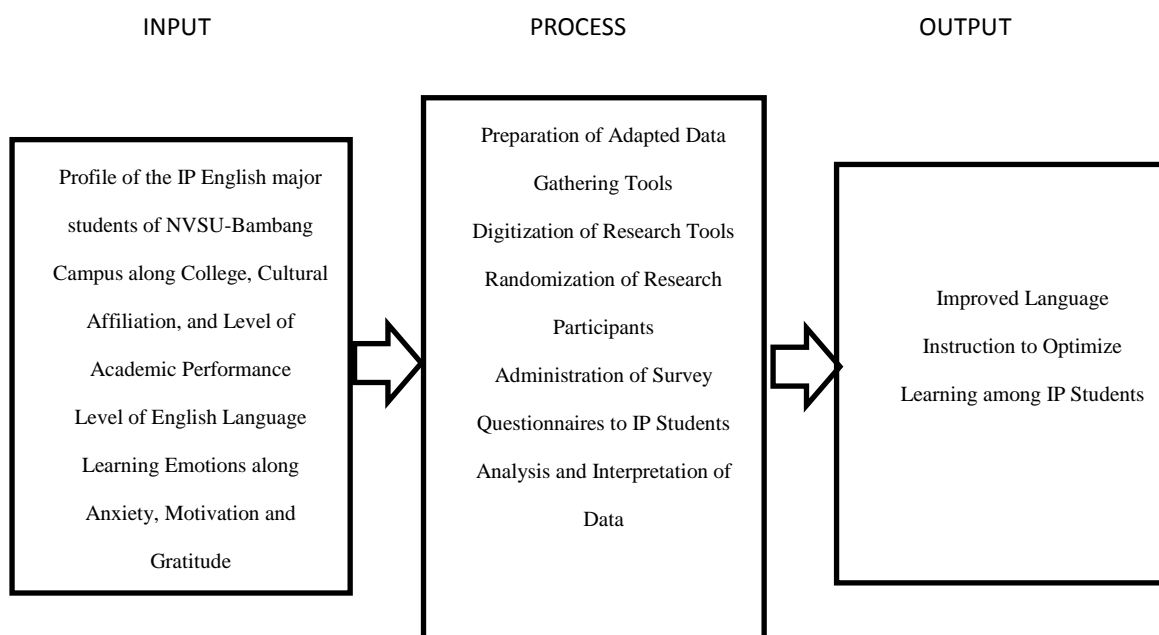 INPUT
PROCESS
OUTPUT
Profile of the IP English major
students of NVSU-Bambang
Campus along College, Cultural
Affiliation, and Level of
Academic Performance
Level of English Language
Learning Emotions along
Anxiety, Motivation and
Gratitude
Preparation of Adapted Data
Gathering Tools
Digitization of Research Tools
Randomization of Research
Participants
Administration of Survey
Questionnaires to IP Students
Analysis and Interpretation of
Data
Improved Language
Instruction to Optimize
Learning among IP Students